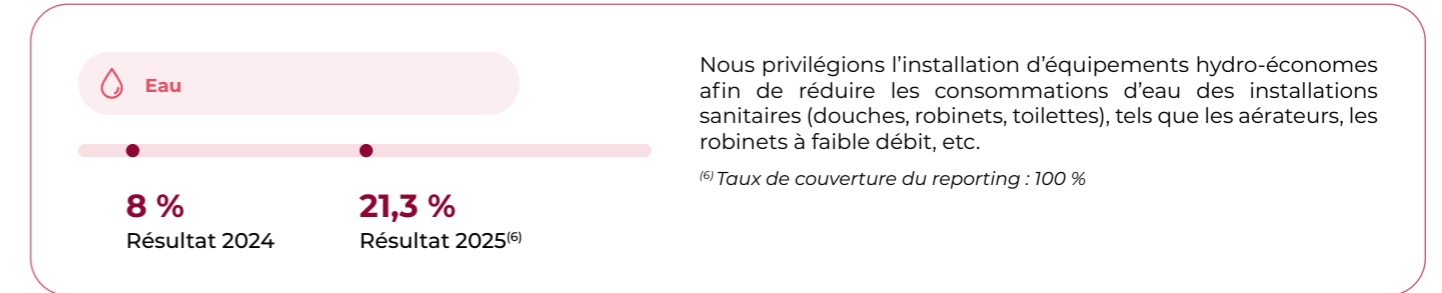 Eau
8 %
Résultat 2024
21,3 %
Résultat 2025(6)
Nous privilégions l’installation d’équipements hydro-économes
afin de réduire les consommations d’eau des installations
sanitaires (douches, robinets, toilettes), tels que les aérateurs, les
robinets à faible débit, etc.
(6) Taux de couverture du reporting : 100 %